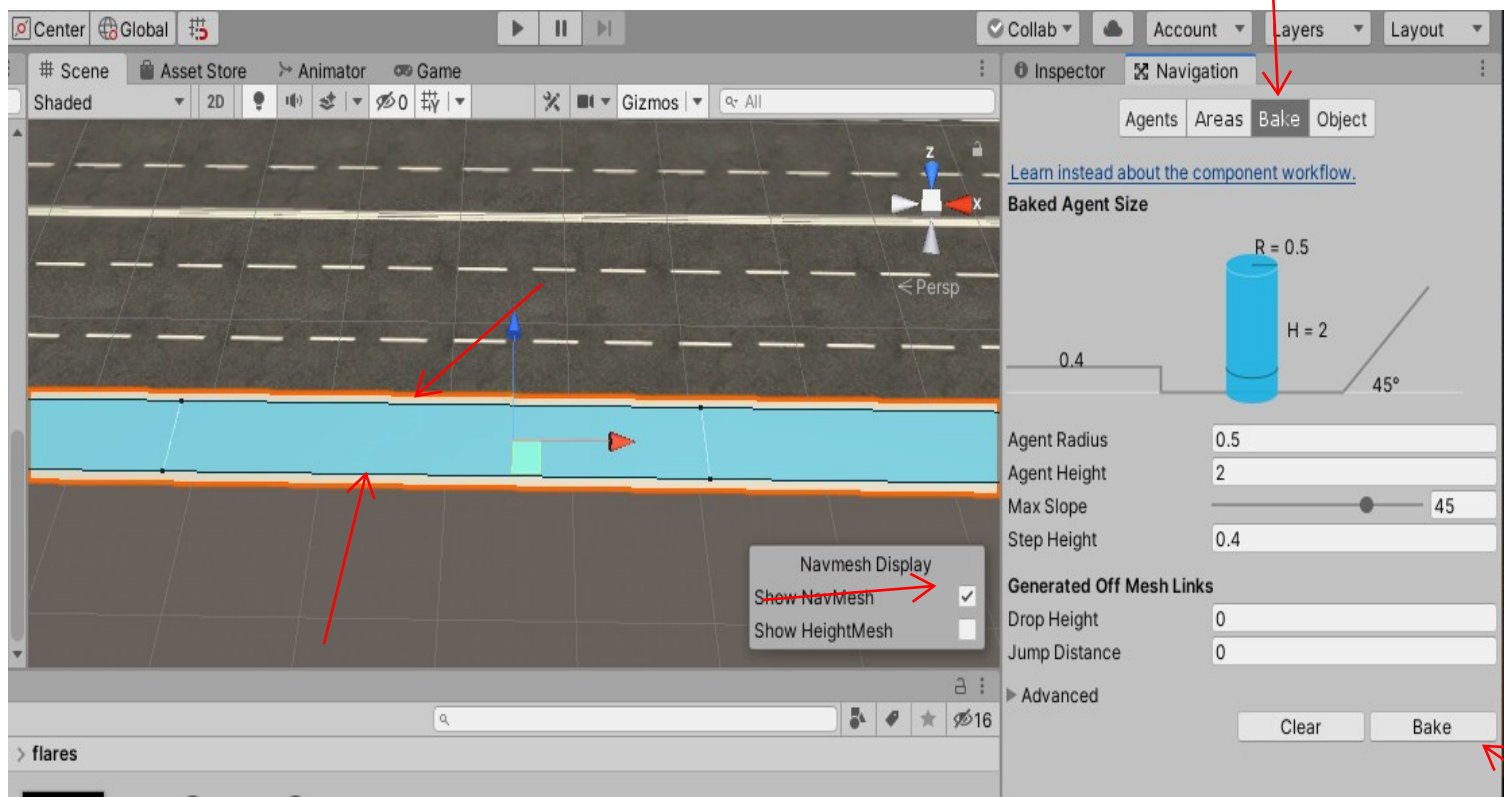 Center Global Collab Account Layers Layout
# Scene Asset Store Animator Game Inspector Navigation
Shaded 2D 0 Gizmos All
Agents Areas Bake Object
z
x
Persp
Learn instead about the component workflow.
Baked Agent Size
R = 0.5
H = 2
0.4
45°
Agent Radius 0.5
Agent Height 2
Max Slope 45
Step Height 0.4
Navmesh Display
Show NavMesh
Show HeightMesh
Generated Off Mesh Links
Drop Height 0
Jump Distance 0
Advanced
16
Clear Bake
flares